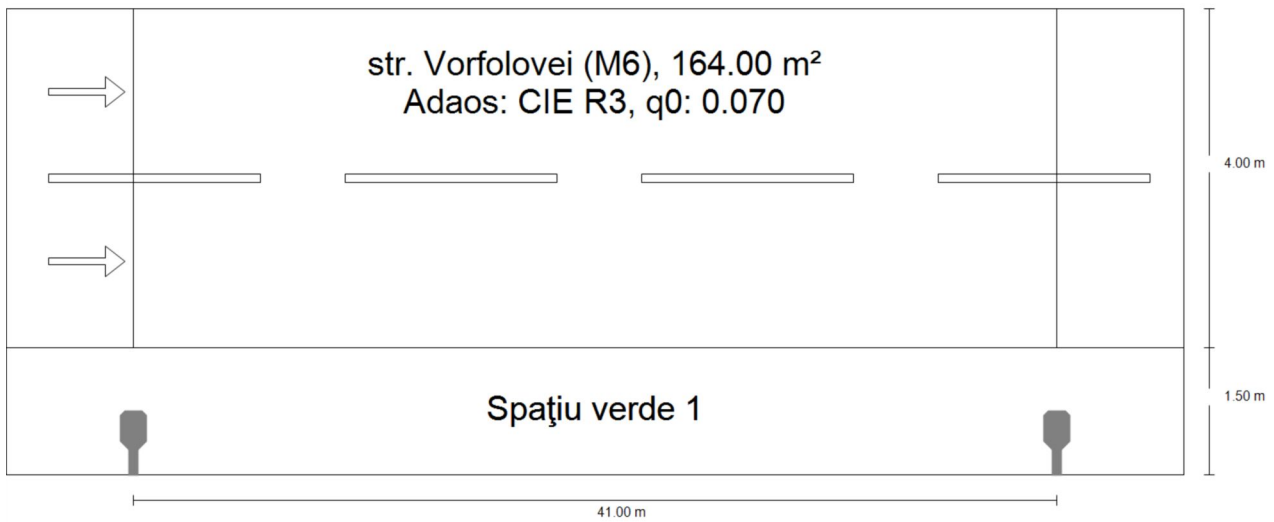 str. Vorfolovei (M6), 164.00 m²
Adaos: CIE R3, q0: 0.070
4.00 m
1.50 m
Spaţiu verde 1
41.00 m